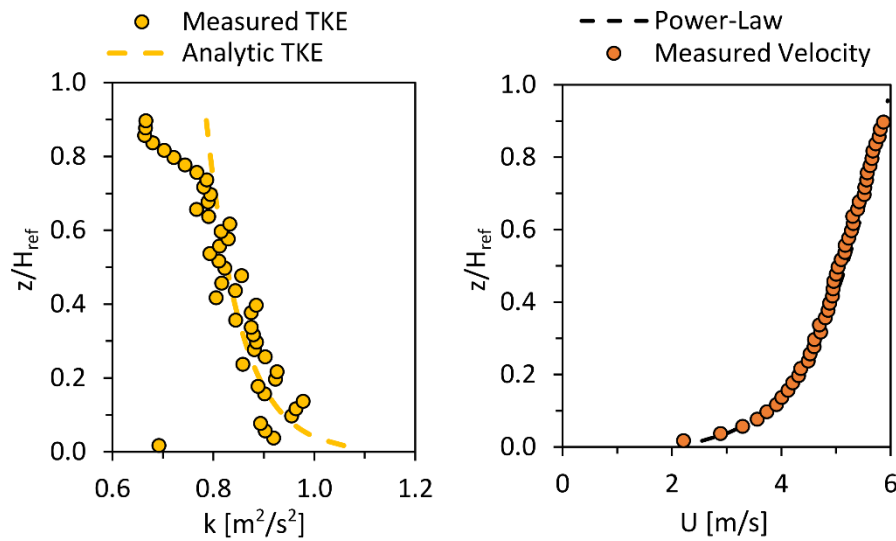 Measured TKE
Analytic TKE
1.0
0.8
0.6
0.4
0.2
0.0
z/H_ref
0.6 0.8 1.0 1.2
k [m²/s²]
Power-Law
Measured Velocity
1.0
0.8
0.6
0.4
0.2
0.0
z/H_ref
0 2 4 6
U [m/s]